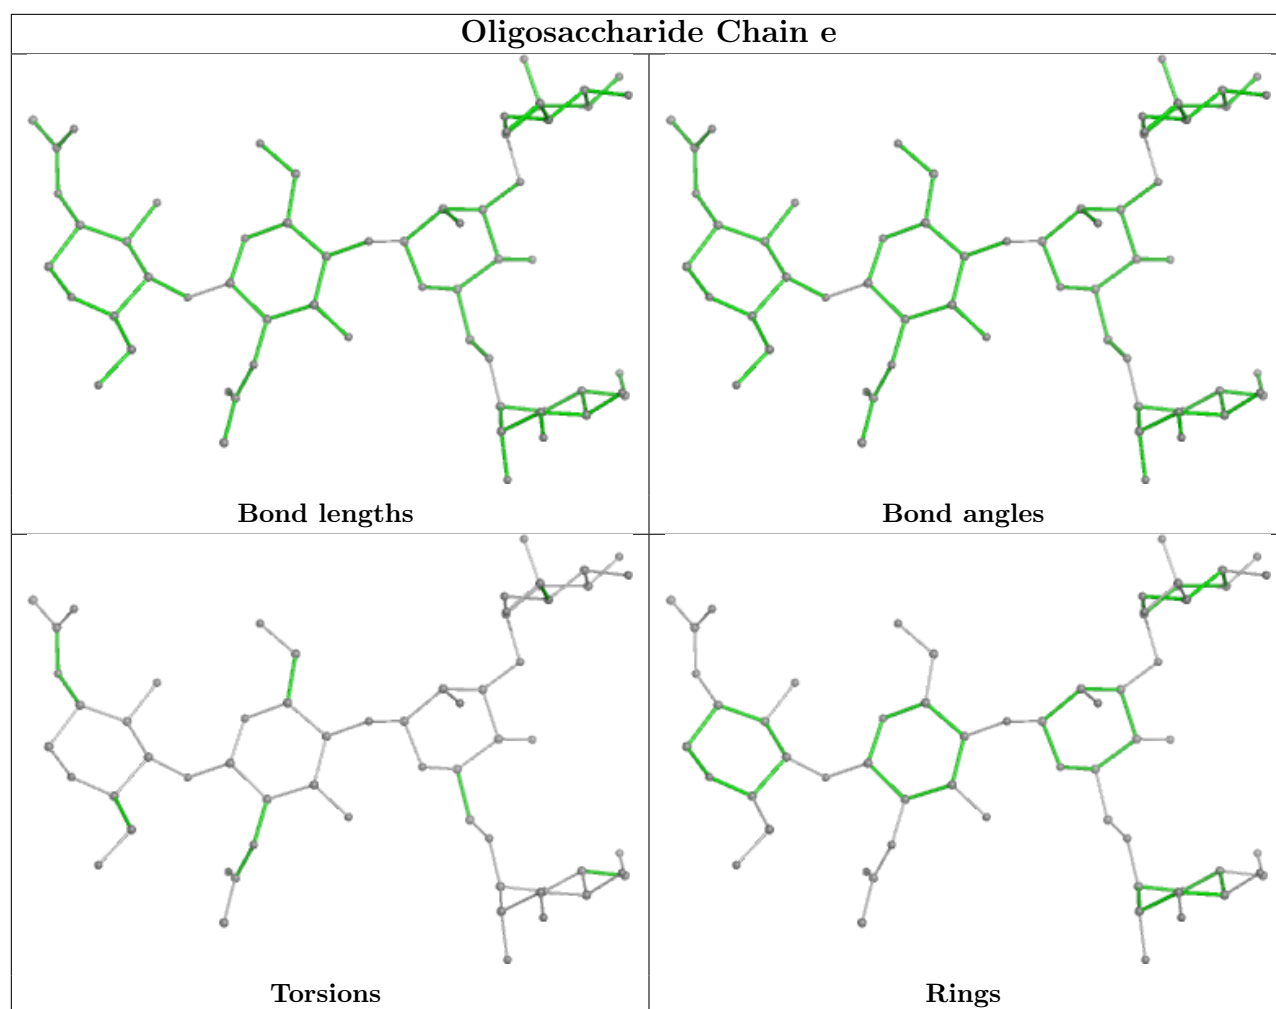 Oligosaccharide Chain e
Bond lengths
Bond angles
Torsions
Rings